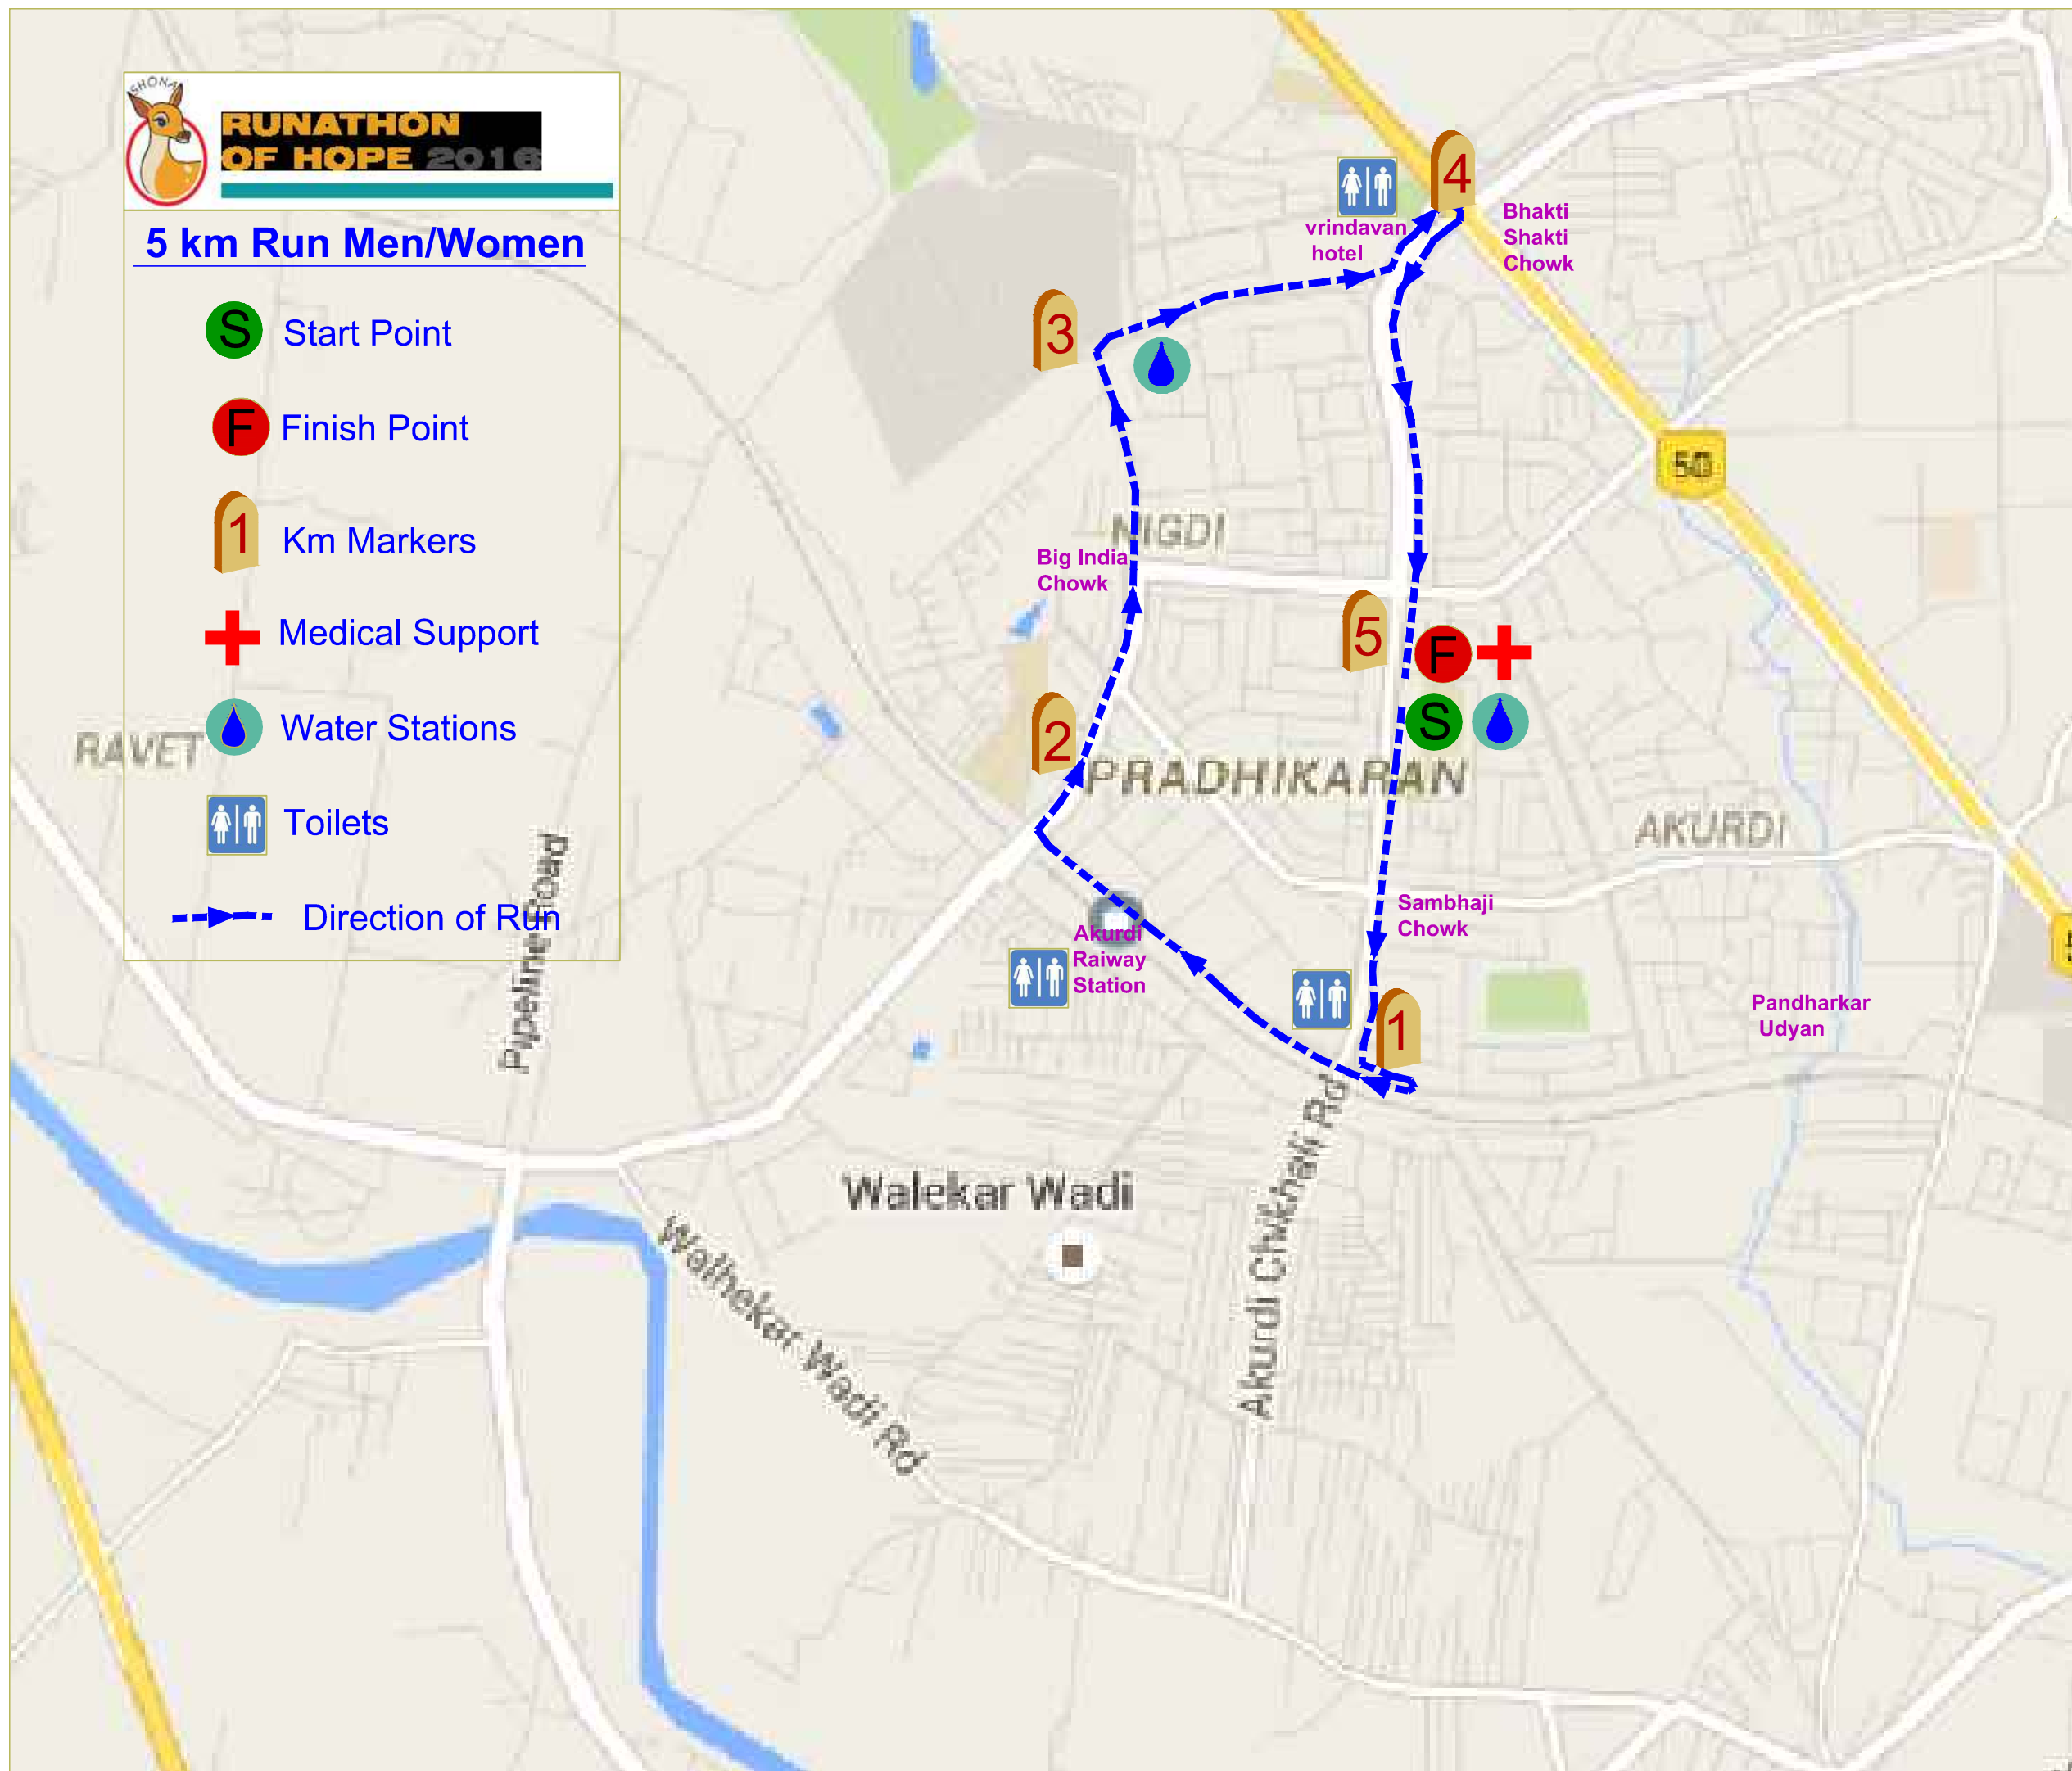 SHONA
RUNATHON
OF HOPE 2016
5 km Run Men/Women
S Start Point
F Finish Point
1 Km Markers
Medical Support
Water Stations
Toilets
Direction of Run
RAVET
Pipeline Road
4
vrindavan
hotel
Bhakti
Shakti
Chowk
3
50
NIGDI
Big India
Chowk
5
F
S
2
PRADHIKARAN
AKURDI
Sambhaji
Chowk
Akurdi
Raiway
Station
1
Pandharkar
Udyan
Walekar Wadi
Akurdi Chikhali Rd
Walhekar Wadi Rd